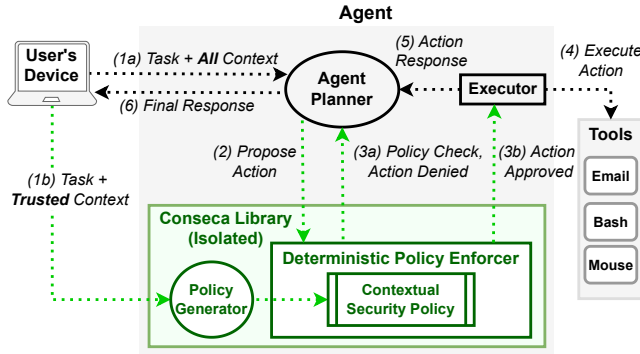 Agent
User's
Device
(1a) Task + All Context
(6) Final Response
Agent
Planner
(5) Action
Response
Executor
(4) Execute
Action
Tools
Email
Bash
Mouse
(1b) Task +
Trusted Context
(2) Propose
Action
(3a) Policy Check,
Action Denied
(3b) Action
Approved
Conseca Library
(Isolated)
Deterministic Policy Enforcer
Policy
Generator
Contextual
Security Policy